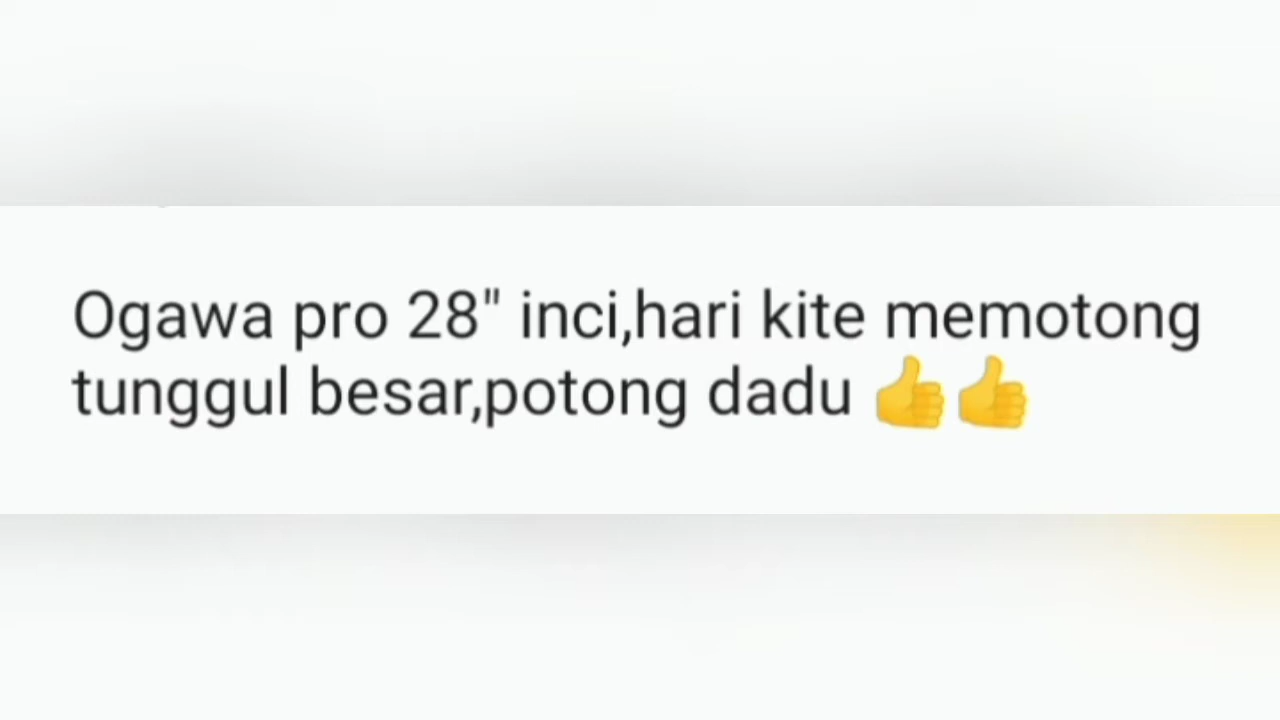 Ogawa pro 28" inci,hari kite memotong
tunggul besar,potong dadu 👍👍